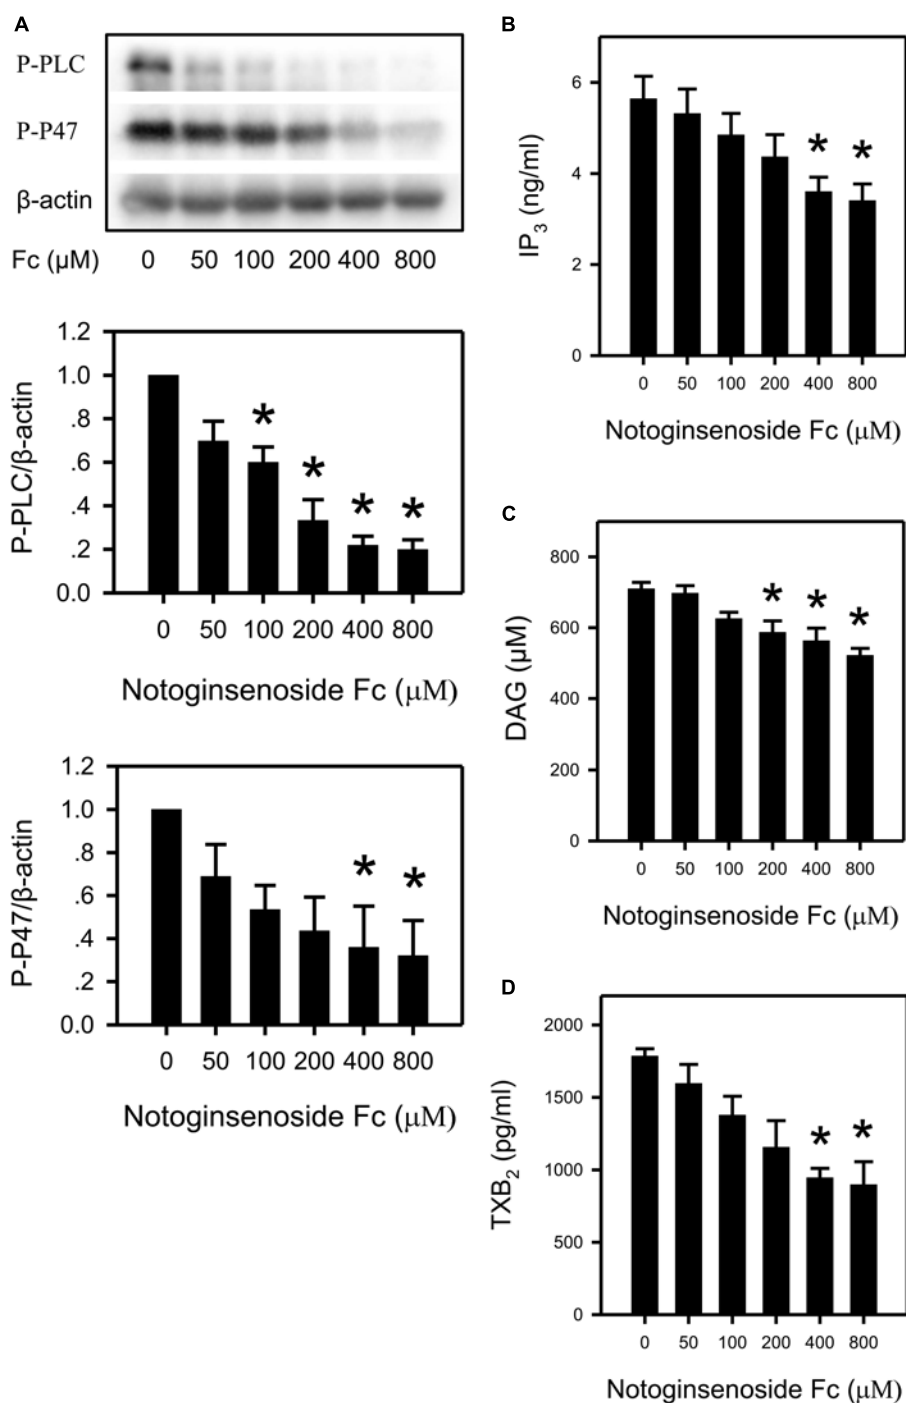 A
P-PLC
P-P47
β-actin
Fc (μM) 0 50 100 200 400 800
1.2
1.0
.8
.6
.4
.2
0.0
P-PLC/β-actin
* * * *
0 50 100 200 400 800
Notoginsenoside Fc (μM)
1.2
1.0
.8
.6
.4
.2
0.0
P-P47/β-actin
* *
0 50 100 200 400 800
Notoginsenoside Fc (μM)
B
6
4
2
0
IP3 (ng/ml)
* *
0 50 100 200 400 800
Notoginsenoside Fc (μM)
C
800
600
400
200
0
DAG (μM)
* * *
0 50 100 200 400 800
Notoginsenoside Fc (μM)
D
2000
1500
1000
500
0
TXB2 (pg/ml)
* *
0 50 100 200 400 800
Notoginsenoside Fc (μM)